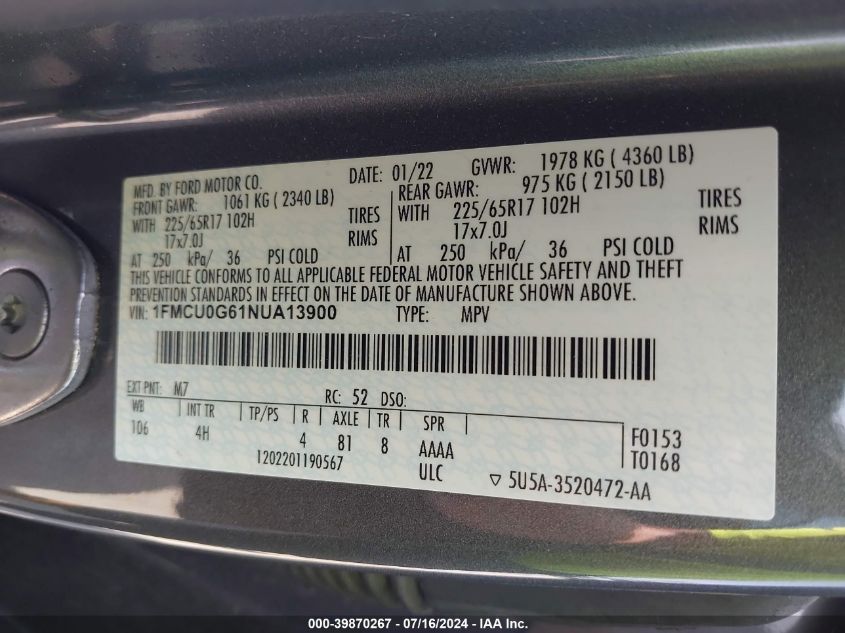 MFD. BY FORD MOTOR CO. DATE: 01/22 GVWR: 1978 KG ( 4360 LB)
FRONT GAWR: 1061 KG ( 2340 LB) REAR GAWR: 975 KG ( 2150 LB)
WITH 225/65R17 102H TIRES WITH 225/65R17 102H TIRES
17x7.0J RIMS 17x7.0J RIMS
AT 250 kPa/ 36 PSI COLD AT 250 kPa/ 36 PSI COLD
THIS VEHICLE CONFORMS TO ALL APPLICABLE FEDERAL MOTOR VEHICLE SAFETY AND THEFT
PREVENTION STANDARDS IN EFFECT ON THE DATE OF MANUFACTURE SHOWN ABOVE.
VIN: 1FMCU0G61NUA13900 TYPE: MPV
EXT PNT: M7 RC: 52 DSO:
WB INT TR TP/PS R AXLE TR SPR
106 4H 4 81 8 AAAA F0153
1202201190567 ULC T0168
5U5A-3520472-AA
000-39870267 - 07/16/2024 - IAA Inc.